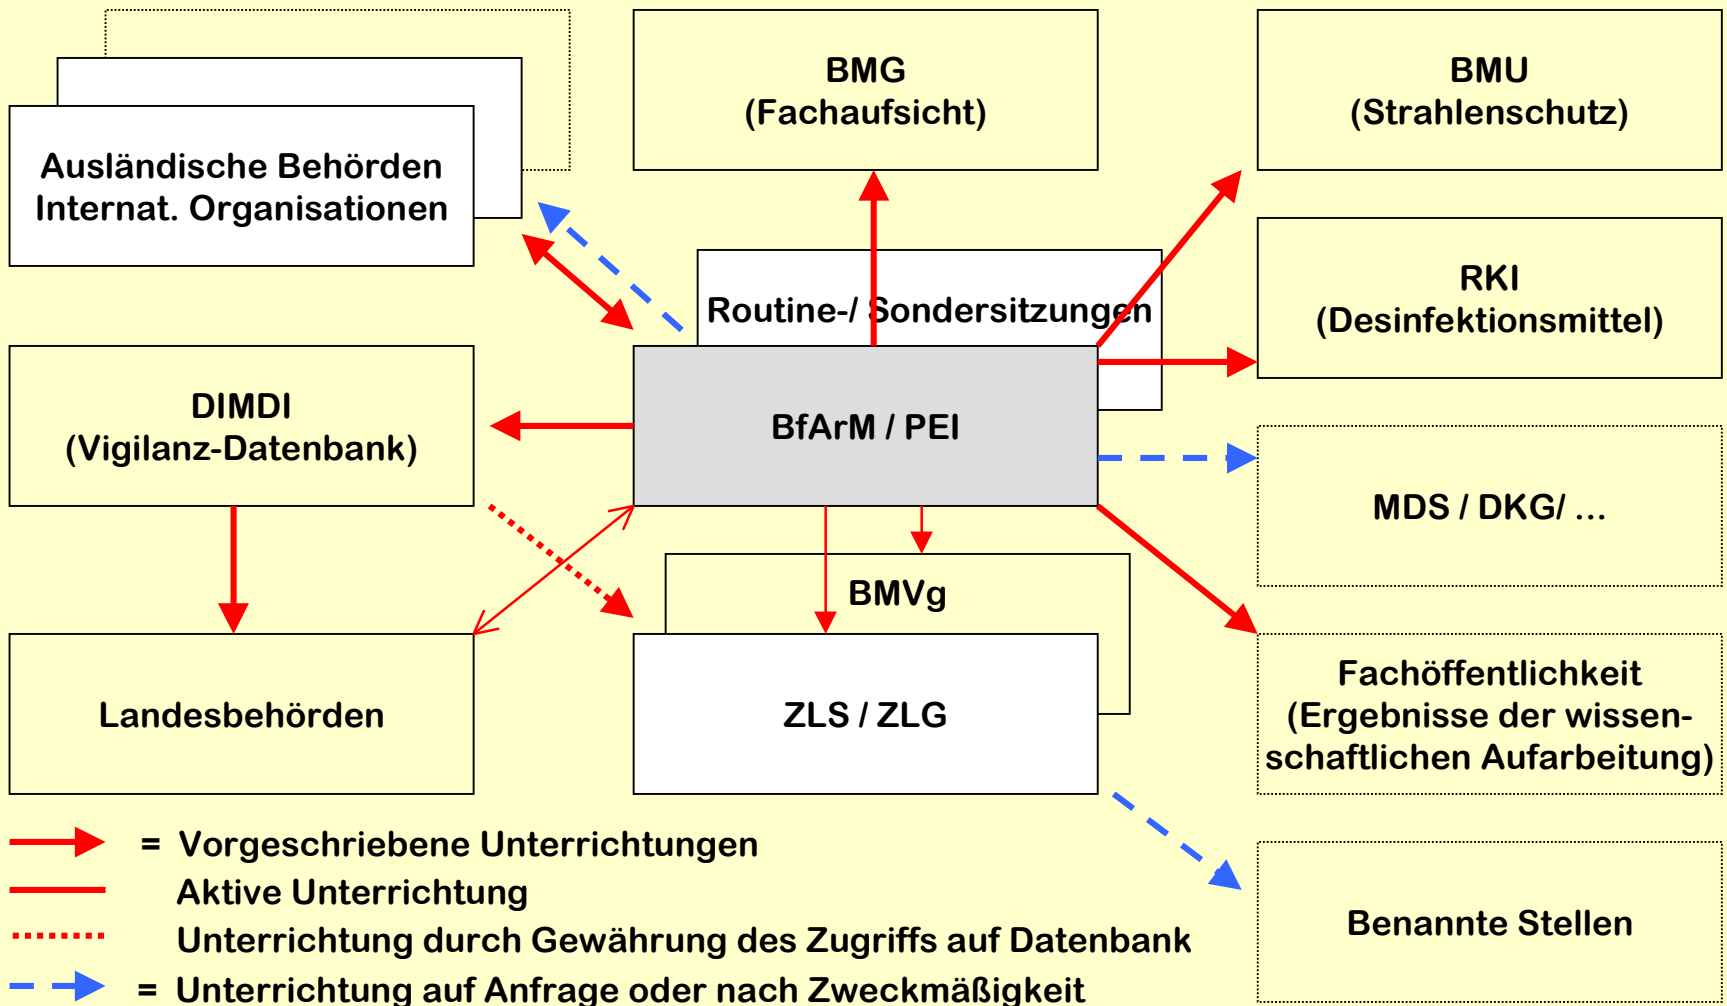 BMG
(Fachaufsicht)
BMU
(Strahlenschutz)
Ausländische Behörden
Internat. Organisationen
RKI
(Desinfektionsmittel)
Routine-/ Sondersitzungen
DIMDI
(Vigilanz-Datenbank)
BfArM / PEI
MDS / DKG/ ...
BMVg
Landesbehörden
ZLS / ZLG
Fachöffentlichkeit
(Ergebnisse der wissen-
schaftlichen Aufarbeitung)
= Vorgeschriebene Unterrichtungen
Aktive Unterrichtung
Unterrichtung durch Gewährung des Zugriffs auf Datenbank
= Unterrichtung auf Anfrage oder nach Zweckmäßigkeit
Benannte Stellen